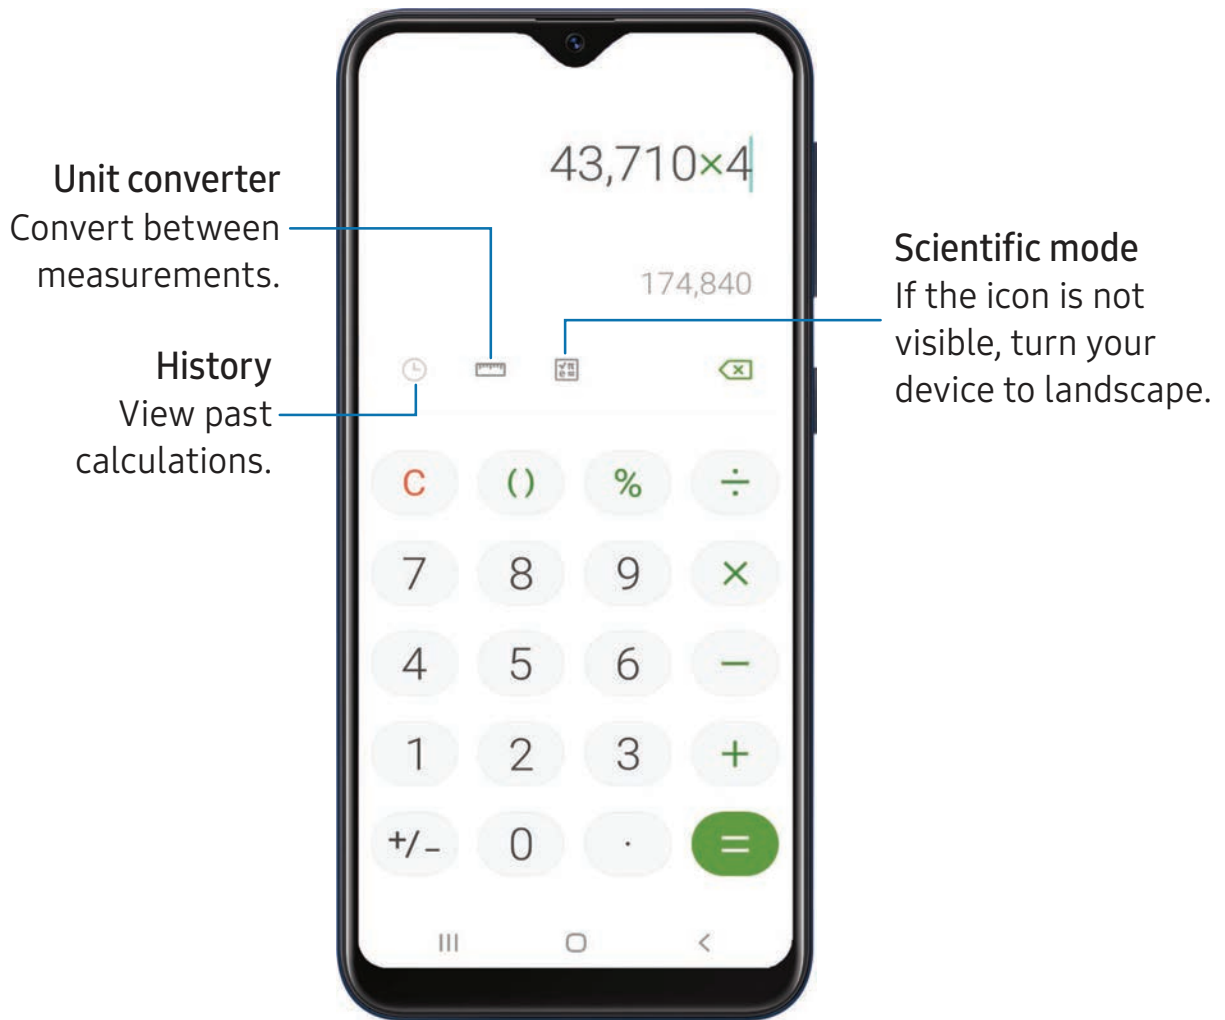 43,710×4
Unit converter
Convert between
measurements.
174,840
Scientific mode
If the icon is not
visible, turn your
device to landscape.
History
View past
calculations.
C () % ÷
7 8 9 ×
4 5 6 −
1 2 3 +
+/− 0 . =